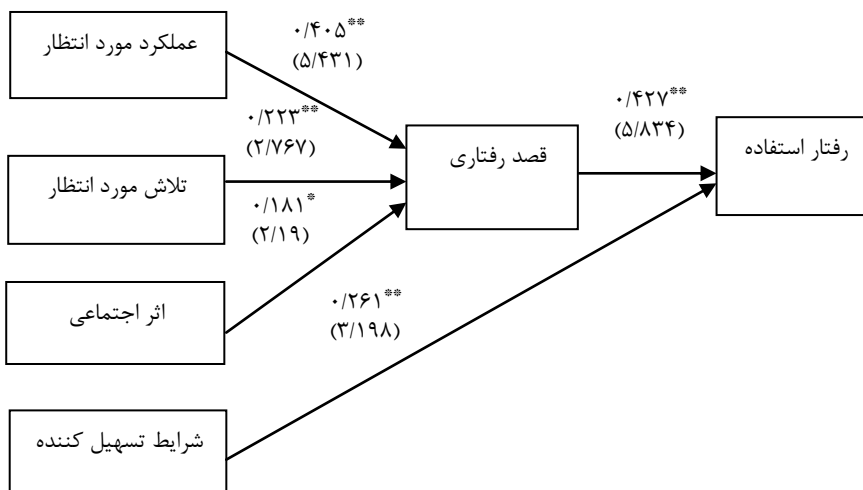 عملکرد مورد انتظار
۰/۴۰۵**
(۵/۴۳۱)
۰/۲۲۳**
(۲/۷۶۷)
تلاش مورد انتظار
۰/۱۸۱*
(۲/۱۹)
اثر اجتماعی
قصد رفتاری
۰/۴۲۷**
(۵/۸۳۴)
رفتار استفاده
۰/۲۶۱**
(۳/۱۹۸)
شرایط تسهیل کننده